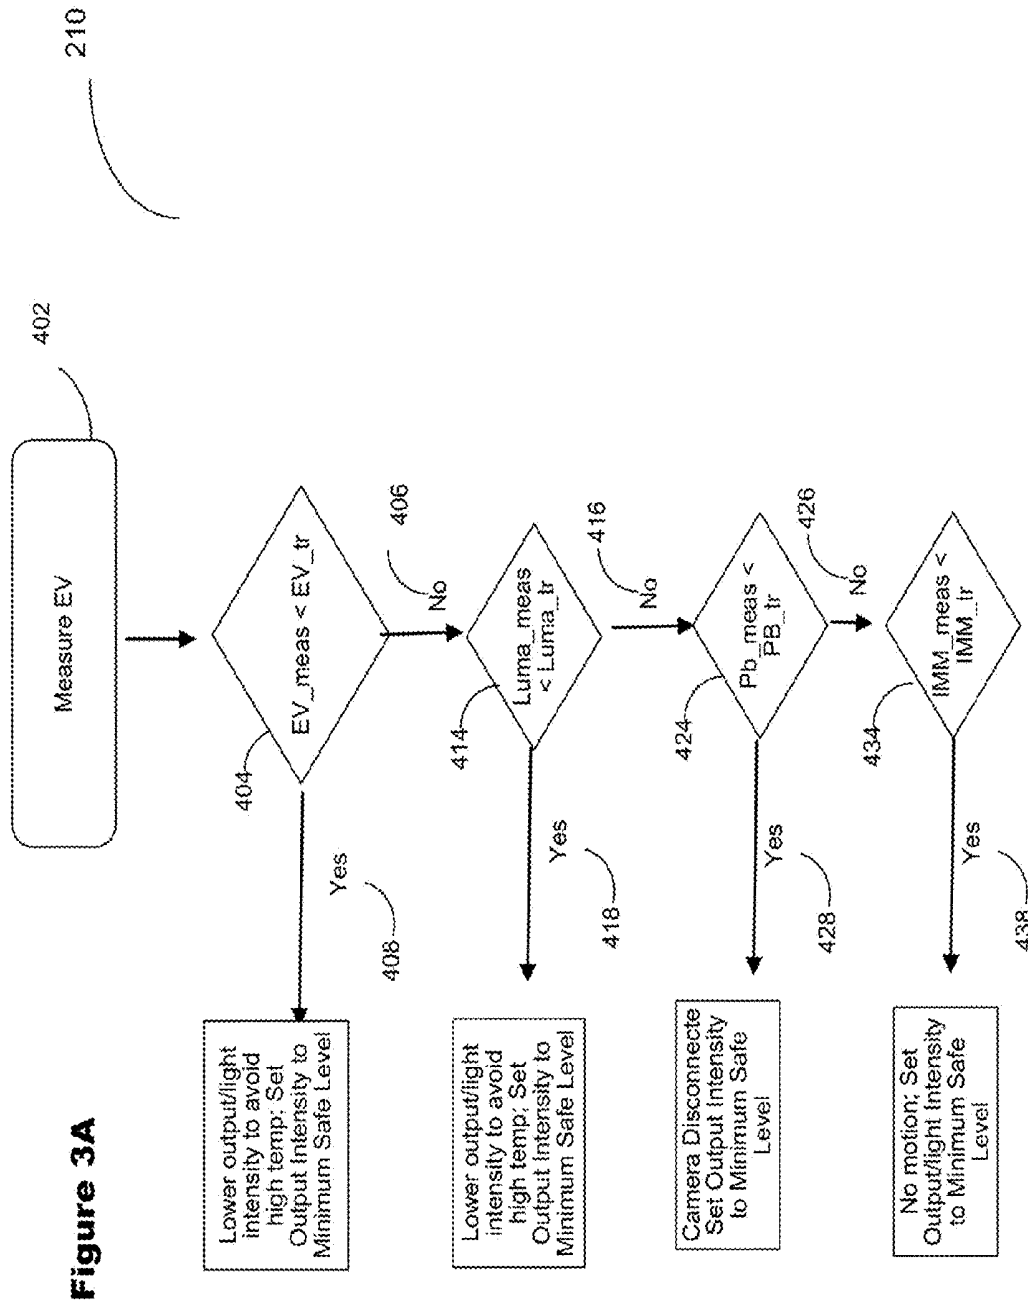 Figure 3A
210
402
Measure EV
404
EV_meas < EV_tr
406
No
Yes
408
Lower output/light
intensity to avoid
high temp; Set
Output Intensity to
Minimum Safe Level
414
Luma_meas
< Luma_tr
416
No
Yes
418
Lower output/light
intensity to avoid
high temp; Set
Output Intensity to
Minimum Safe Level
424
Pb_meas <
PB_tr
426
No
Yes
428
Camera Disconnecte
Set Output Intensity
to Minimum Safe
Level
434
IMM_meas <
IMM_tr
Yes
438
No motion; Set
Output/light Intensity
to Minimum Safe
Level